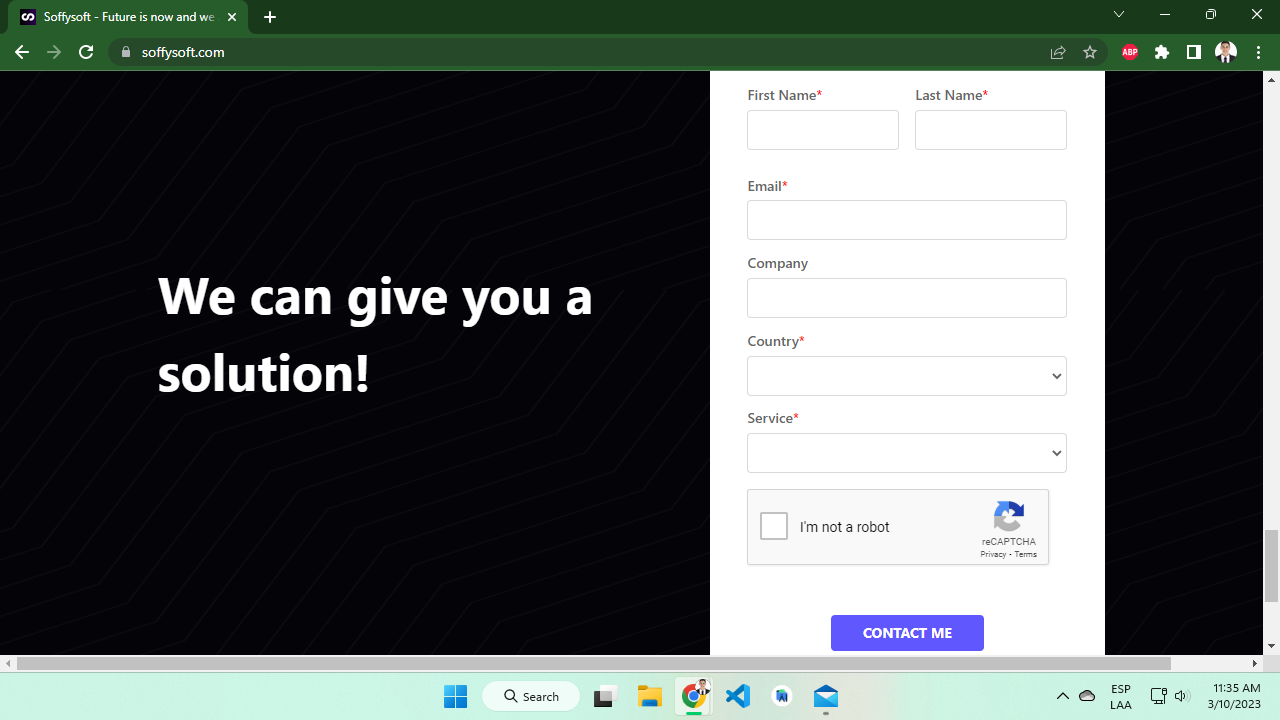 Soffysoft - Future is now and we
soffysoft.com
ABP
First Name*
Last Name*
Email*
Company
We can give you a
solution!
Country*
Service*
I'm not a robot
reCAPTCHA
Privacy - Terms
CONTACT ME
Search
ESP
LAA
11:35 AM
3/10/2023